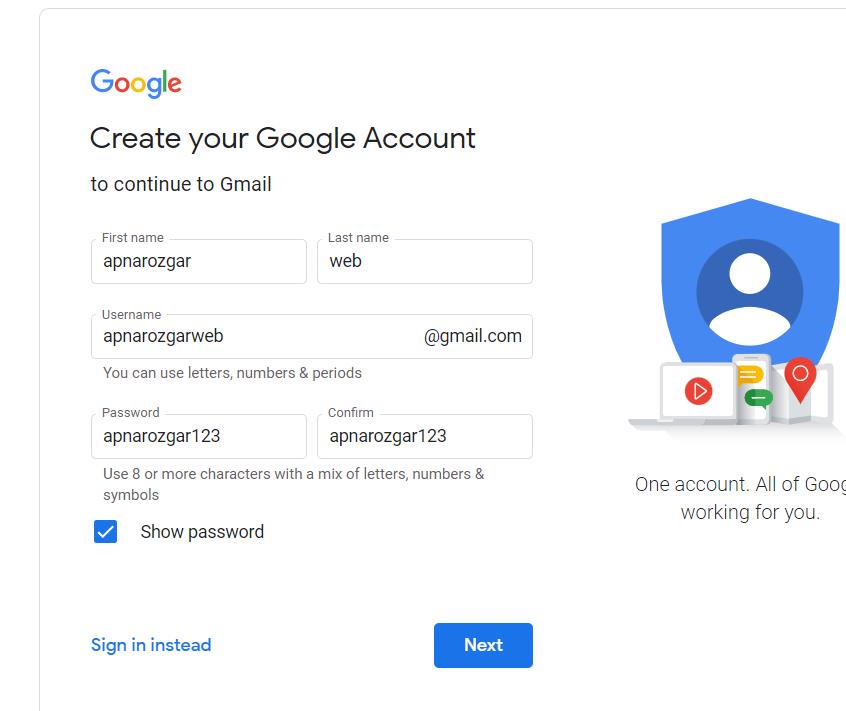 Google
Create your Google Account
to continue to Gmail
First name
Last name
apnarozgar
web
Username
apnarozgarweb
@gmail.com
You can use letters, numbers & periods
Password
Confirm
apnarozgar123
apnarozgar123
Use 8 or more characters with a mix of letters, numbers &
symbols
Show password
Sign in instead
Next
One account. All of Goog
working for you.